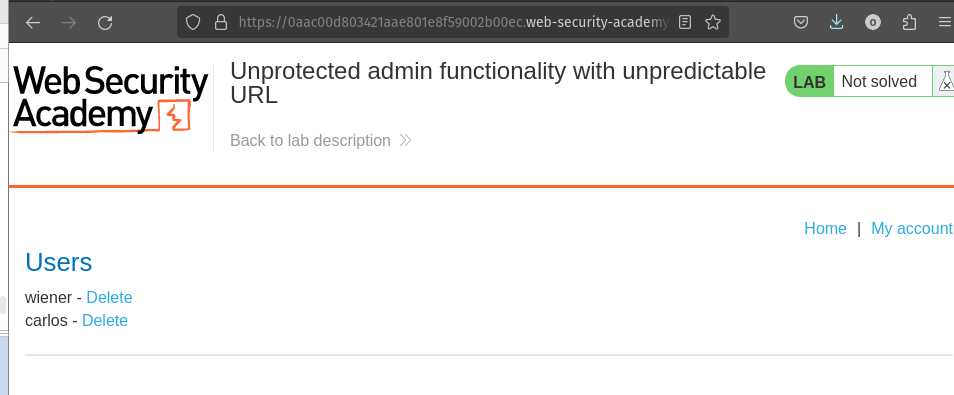 https://0aac00d803421aae801e8f59002b00ec.web-security-academy
o
Web Security
Academy
Unprotected admin functionality with unpredictable
URL
LAB Not solved
Back to lab description
Home | My account
Users
wiener - Delete
carlos - Delete